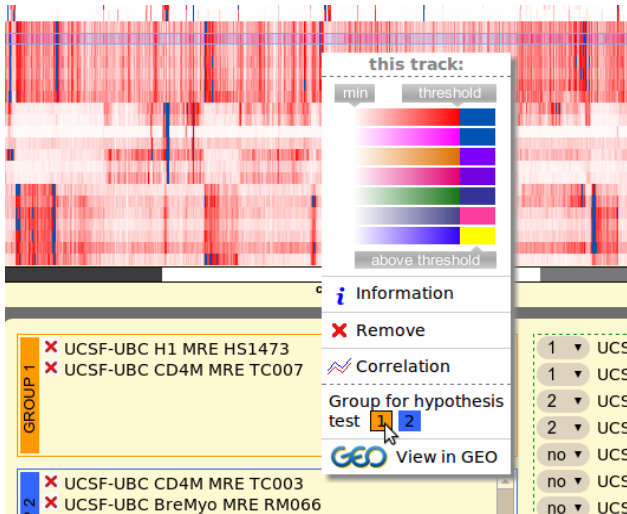 this track:
min threshold
above threshold
c
i Information
Remove
Correlation
Group for hypothesis
test 1 2
GEO View in GEO
GROUP 1
UCSF-UBC H1 MRE HS1473
UCSF-UBC CD4M MRE TC007
2
UCSF-UBC CD4M MRE TC003
UCSF-UBC BreMyo MRE RM066
1 UCS
1 UCS
2 UCS
2 UCS
no UCS
no UCS
no UCS